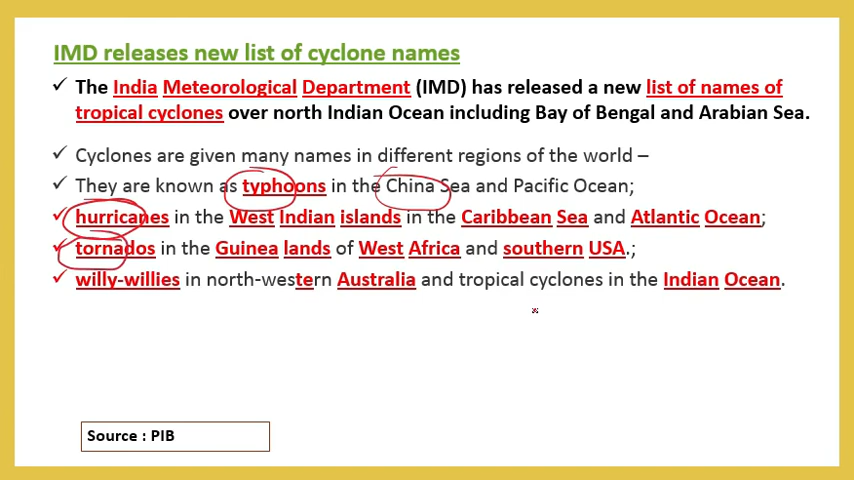 IMD releases new list of cyclone names
✓ The India Meteorological Department (IMD) has released a new list of names of
tropical cyclones over north Indian Ocean including Bay of Bengal and Arabian Sea.
✓ Cyclones are given many names in different regions of the world –
✓ They are known as typhoons in the China Sea and Pacific Ocean;
✓ hurricanes in the West Indian islands in the Caribbean Sea and Atlantic Ocean;
✓ tornados in the Guinea lands of West Africa and southern USA.;
✓ willy-willies in north-western Australia and tropical cyclones in the Indian Ocean.
Source : PIB